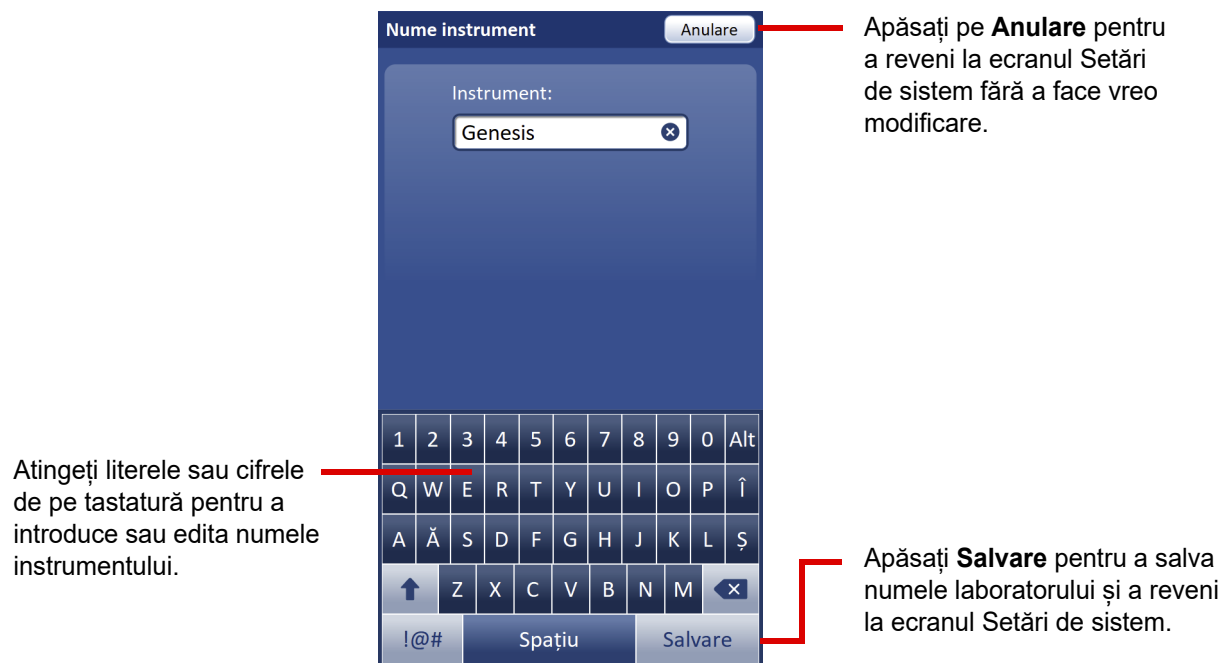 Nume instrument
Anulare
Instrument:
Genesis
Apăsați pe Anulare pentru
a reveni la ecranul Setări
de sistem fără a face vreo
modificare.
Atingeți literele sau cifrele
de pe tastatură pentru a
introduce sau edita numele
instrumentului.
1 2 3 4 5 6 7 8 9 0 Alt
Q W E R T Y U I O P Î
A Ă S D F G H J K L Ș
Z X C V B N M
!@# Spațiu Salvare
Apăsați Salvare pentru a salva
numele laboratorului și a reveni
la ecranul Setări de sistem.